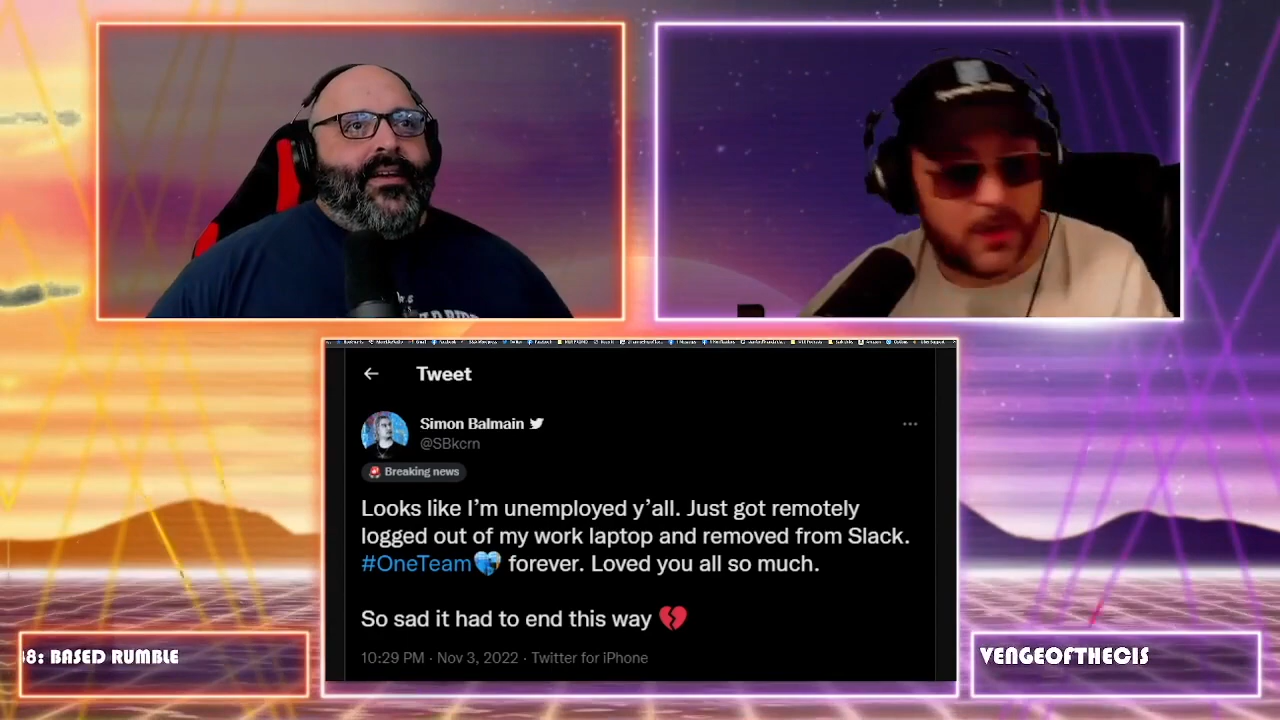 Tweet
Simon Balmain
@SBkcrn
Breaking news
Looks like I’m unemployed y’all. Just got remotely
logged out of my work laptop and removed from Slack.
#OneTeam💙 forever. Loved you all so much.
So sad it had to end this way 💔
10:29 PM · Nov 3, 2022 · Twitter for iPhone
8: BASED RUMBLE
VENGEOFTHECIS